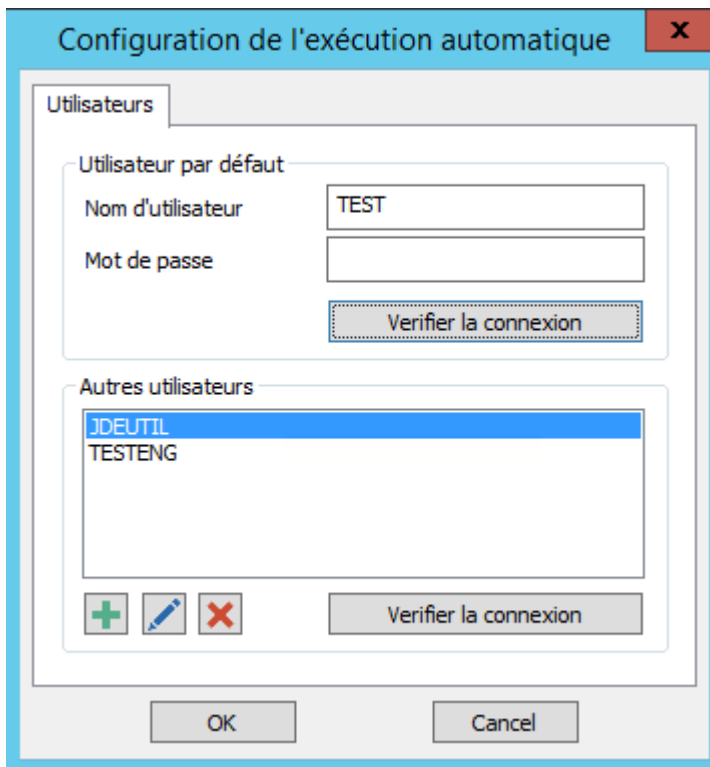 Configuration de l'exécution automatique
x
Utilisateurs
Utilisateur par défaut
Nom d'utilisateur TEST
Mot de passe
Verifier la connexion
Autres utilisateurs
JDEUTIL
TESTENG
Verifier la connexion
OK Cancel